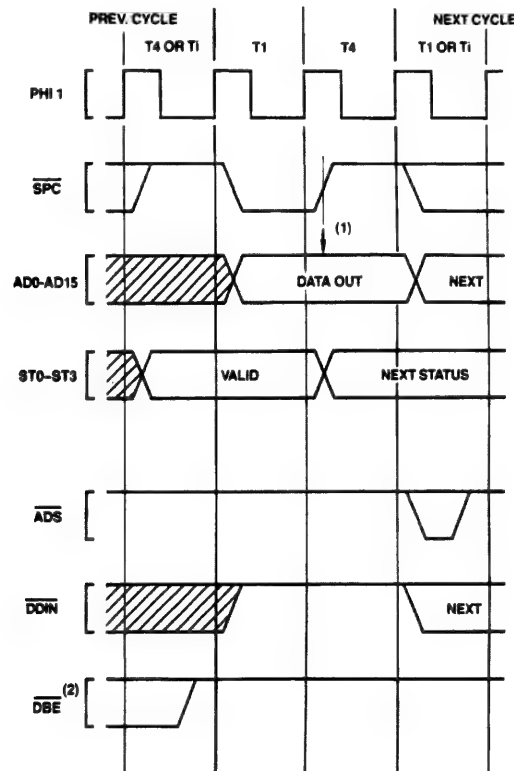 PREV. CYCLE NEXT CYCLE
T4 OR Ti T1 T4 T1 OR Ti
PHI 1
SPC
(1)
AD0-AD15 DATA OUT NEXT
ST0-ST3 VALID NEXT STATUS
ADS
DDIN NEXT
DBE (2)